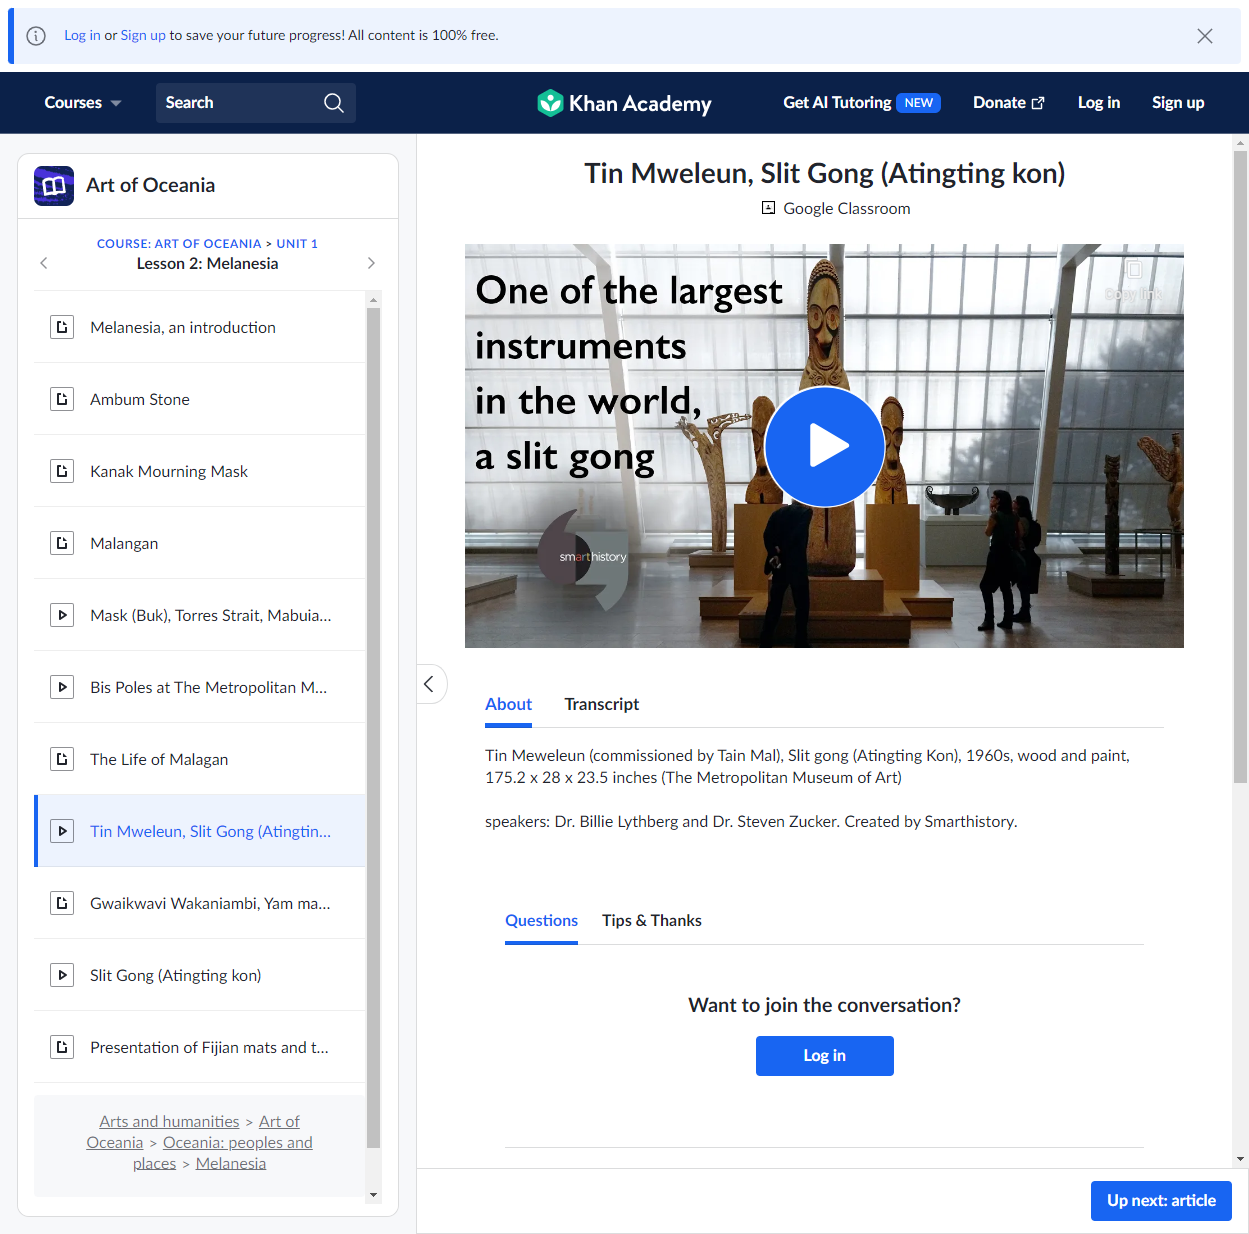 Log in or Sign up to save your future progress! All content is 100% free.
Courses
Search
Khan Academy
Get AI Tutoring NEW
Donate
Log in
Sign up
Art of Oceania
COURSE: ART OF OCEANIA > UNIT 1
Lesson 2: Melanesia
Melanesia, an introduction
Ambum Stone
Kanak Mourning Mask
Malangan
Mask (Buk), Torres Strait, Mabuia...
Bis Poles at The Metropolitan M...
The Life of Malagan
Tin Mweleun, Slit Gong (Atingtin...
Gwaikwavi Wakaniambi, Yam ma...
Slit Gong (Atingting kon)
Presentation of Fijian mats and t...
Arts and humanities > Art of
Oceania > Oceania: peoples and
places > Melanesia
Tin Mweleun, Slit Gong (Atingting kon)
Google Classroom
One of the largest
instruments
in the world,
a slit gong
Copy link
smarthistory
About
Transcript
Tin Meweleun (commissioned by Tain Mal), Slit gong (Atingting Kon), 1960s, wood and paint,
175.2 x 28 x 23.5 inches (The Metropolitan Museum of Art)
speakers: Dr. Billie Lythberg and Dr. Steven Zucker. Created by Smarthistory.
Questions
Tips & Thanks
Want to join the conversation?
Log in
Up next: article